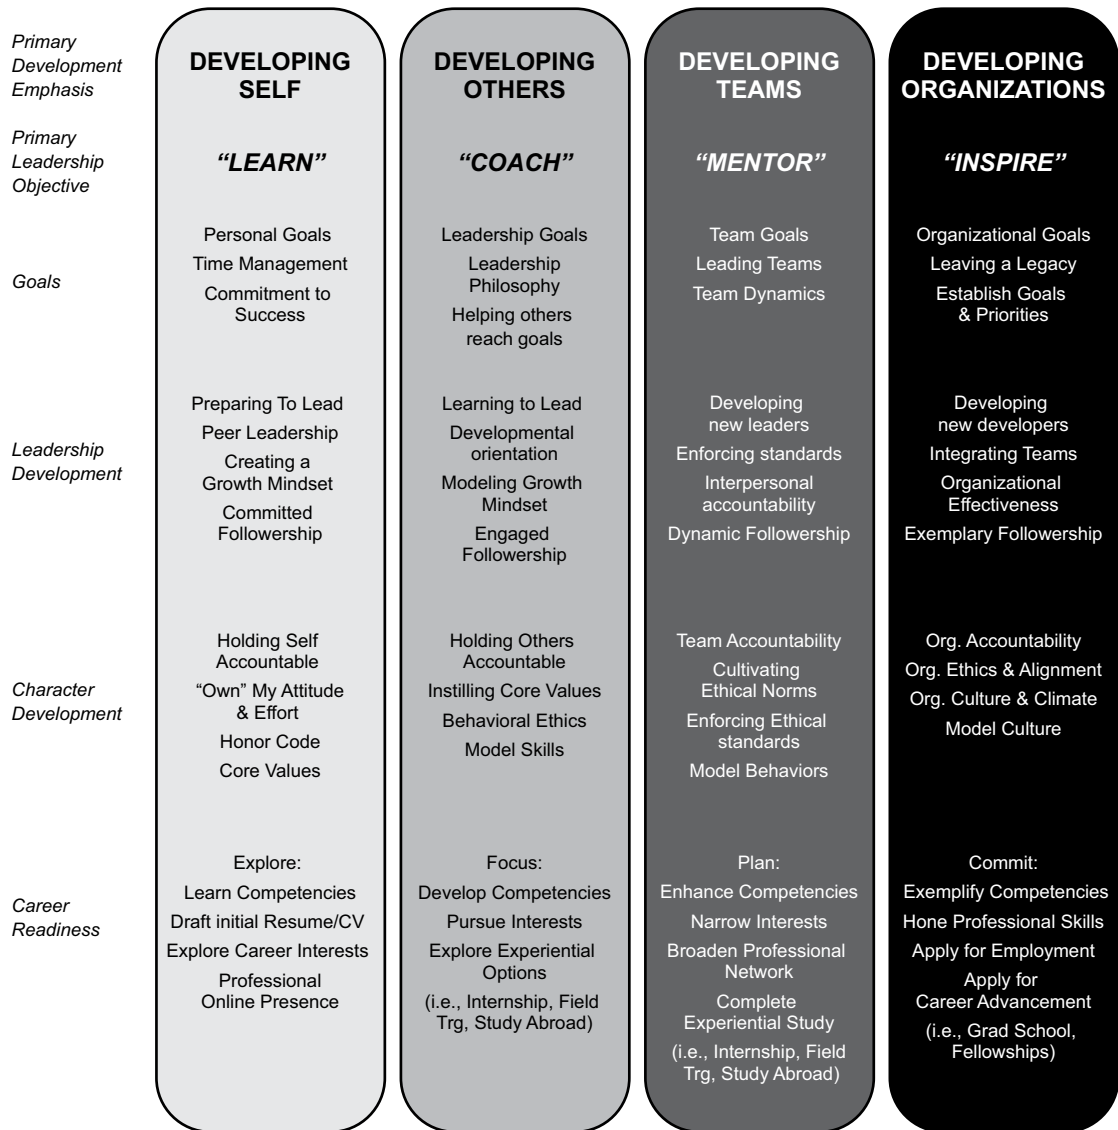 Primary
Development
Emphasis
DEVELOPING
SELF
DEVELOPING
OTHERS
DEVELOPING
TEAMS
DEVELOPING
ORGANIZATIONS
Primary
Leadership
Objective
“LEARN”
“COACH”
“MENTOR”
“INSPIRE”
Goals
Personal Goals
Time Management
Commitment to
Success
Leadership Goals
Leadership
Philosophy
Helping others
reach goals
Team Goals
Leading Teams
Team Dynamics
Organizational Goals
Leaving a Legacy
Establish Goals
& Priorities
Leadership
Development
Preparing To Lead
Peer Leadership
Creating a
Growth Mindset
Committed
Followership
Learning to Lead
Developmental
orientation
Modeling Growth
Mindset
Engaged
Followership
Developing
new leaders
Enforcing standards
Interpersonal
accountability
Dynamic Followership
Developing
new developers
Integrating Teams
Organizational
Effectiveness
Exemplary Followership
Character
Development
Holding Self
Accountable
“Own” My Attitude
& Effort
Honor Code
Core Values
Holding Others
Accountable
Instilling Core Values
Behavioral Ethics
Model Skills
Team Accountability
Cultivating
Ethical Norms
Enforcing Ethical
standards
Model Behaviors
Org. Accountability
Org. Ethics & Alignment
Org. Culture & Climate
Model Culture
Career
Readiness
Explore:
Learn Competencies
Draft initial Resume/CV
Explore Career Interests
Professional
Online Presence
Focus:
Develop Competencies
Pursue Interests
Explore Experiential
Options
(i.e., Internship, Field
Trg, Study Abroad)
Plan:
Enhance Competencies
Narrow Interests
Broaden Professional
Network
Complete
Experiential Study
(i.e., Internship, Field
Trg, Study Abroad)
Commit:
Exemplify Competencies
Hone Professional Skills
Apply for Employment
Apply for
Career Advancement
(i.e., Grad School,
Fellowships)